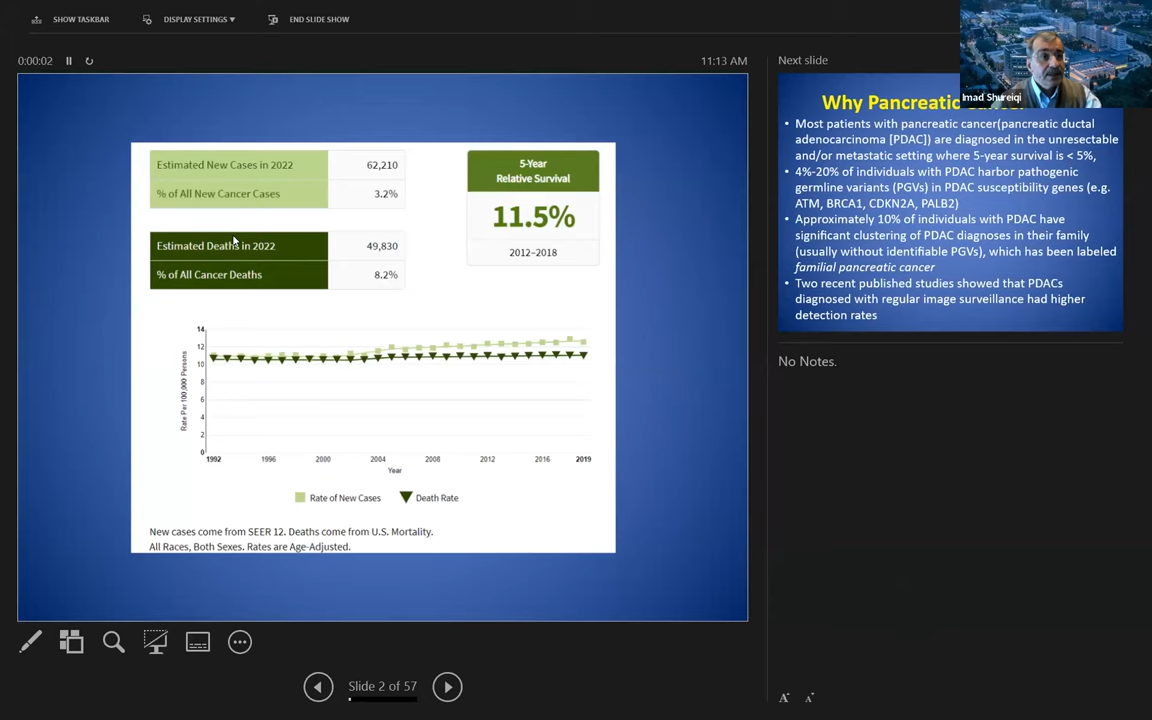 SHOW TASKBAR
DISPLAY SETTINGS ▼
END SLIDE SHOW
0:00:02
11:13 AM
Estimated New Cases in 2022 62,210
% of All New Cancer Cases 3.2%
Estimated Deaths in 2022 49,830
% of All Cancer Deaths 8.2%
5-Year
Relative Survival
11.5%
2012–2018
Rate Per 100,000 Persons
14
12
10
8
6
4
2
0
1992 1996 2000 2004 2008 2012 2016 2019
Year
Rate of New Cases Death Rate
New cases come from SEER 12. Deaths come from U.S. Mortality.
All Races, Both Sexes. Rates are Age-Adjusted.
Slide 2 of 57
Next slide
Imad Shureiqi
Why Pancreatic
• Most patients with pancreatic cancer(pancreatic ductal
adenocarcinoma [PDAC]) are diagnosed in the unresectable
and/or metastatic setting where 5-year survival is < 5%,
• 4%-20% of individuals with PDAC harbor pathogenic
germline variants (PGVs) in PDAC susceptibility genes (e.g.
ATM, BRCA1, CDKN2A, PALB2)
• Approximately 10% of individuals with PDAC have
significant clustering of PDAC diagnoses in their family
(usually without identifiable PGVs), which has been labeled
familial pancreatic cancer
• Two recent published studies showed that PDACs
diagnosed with regular image surveillance had higher
detection rates
No Notes.
A A